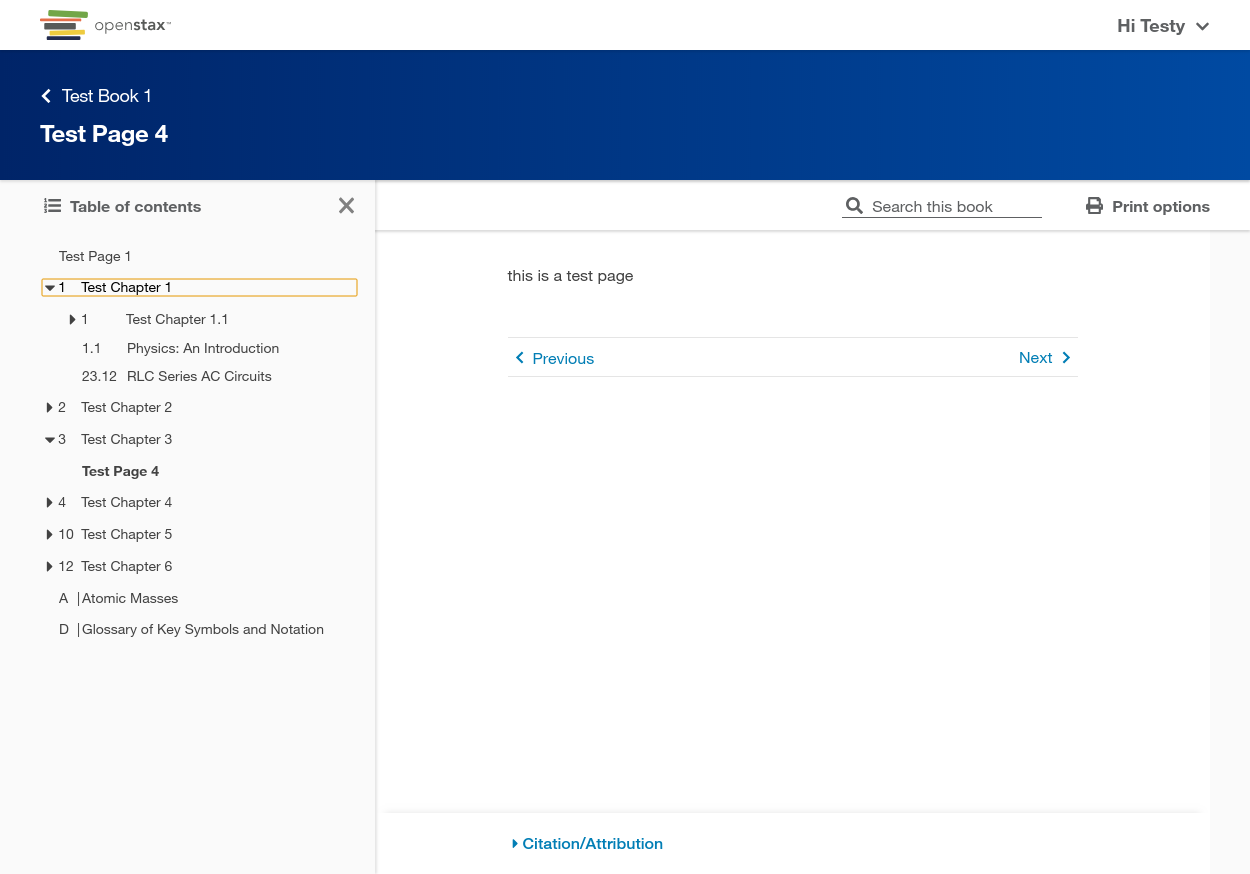 openstax™
Hi Testy
Test Book 1
Test Page 4
Table of contents
Search this book
Print options
Test Page 1
1 Test Chapter 1
1 Test Chapter 1.1
1.1 Physics: An Introduction
23.12 RLC Series AC Circuits
2 Test Chapter 2
3 Test Chapter 3
Test Page 4
4 Test Chapter 4
10 Test Chapter 5
12 Test Chapter 6
A |Atomic Masses
D |Glossary of Key Symbols and Notation
this is a test page
Previous
Next
Citation/Attribution